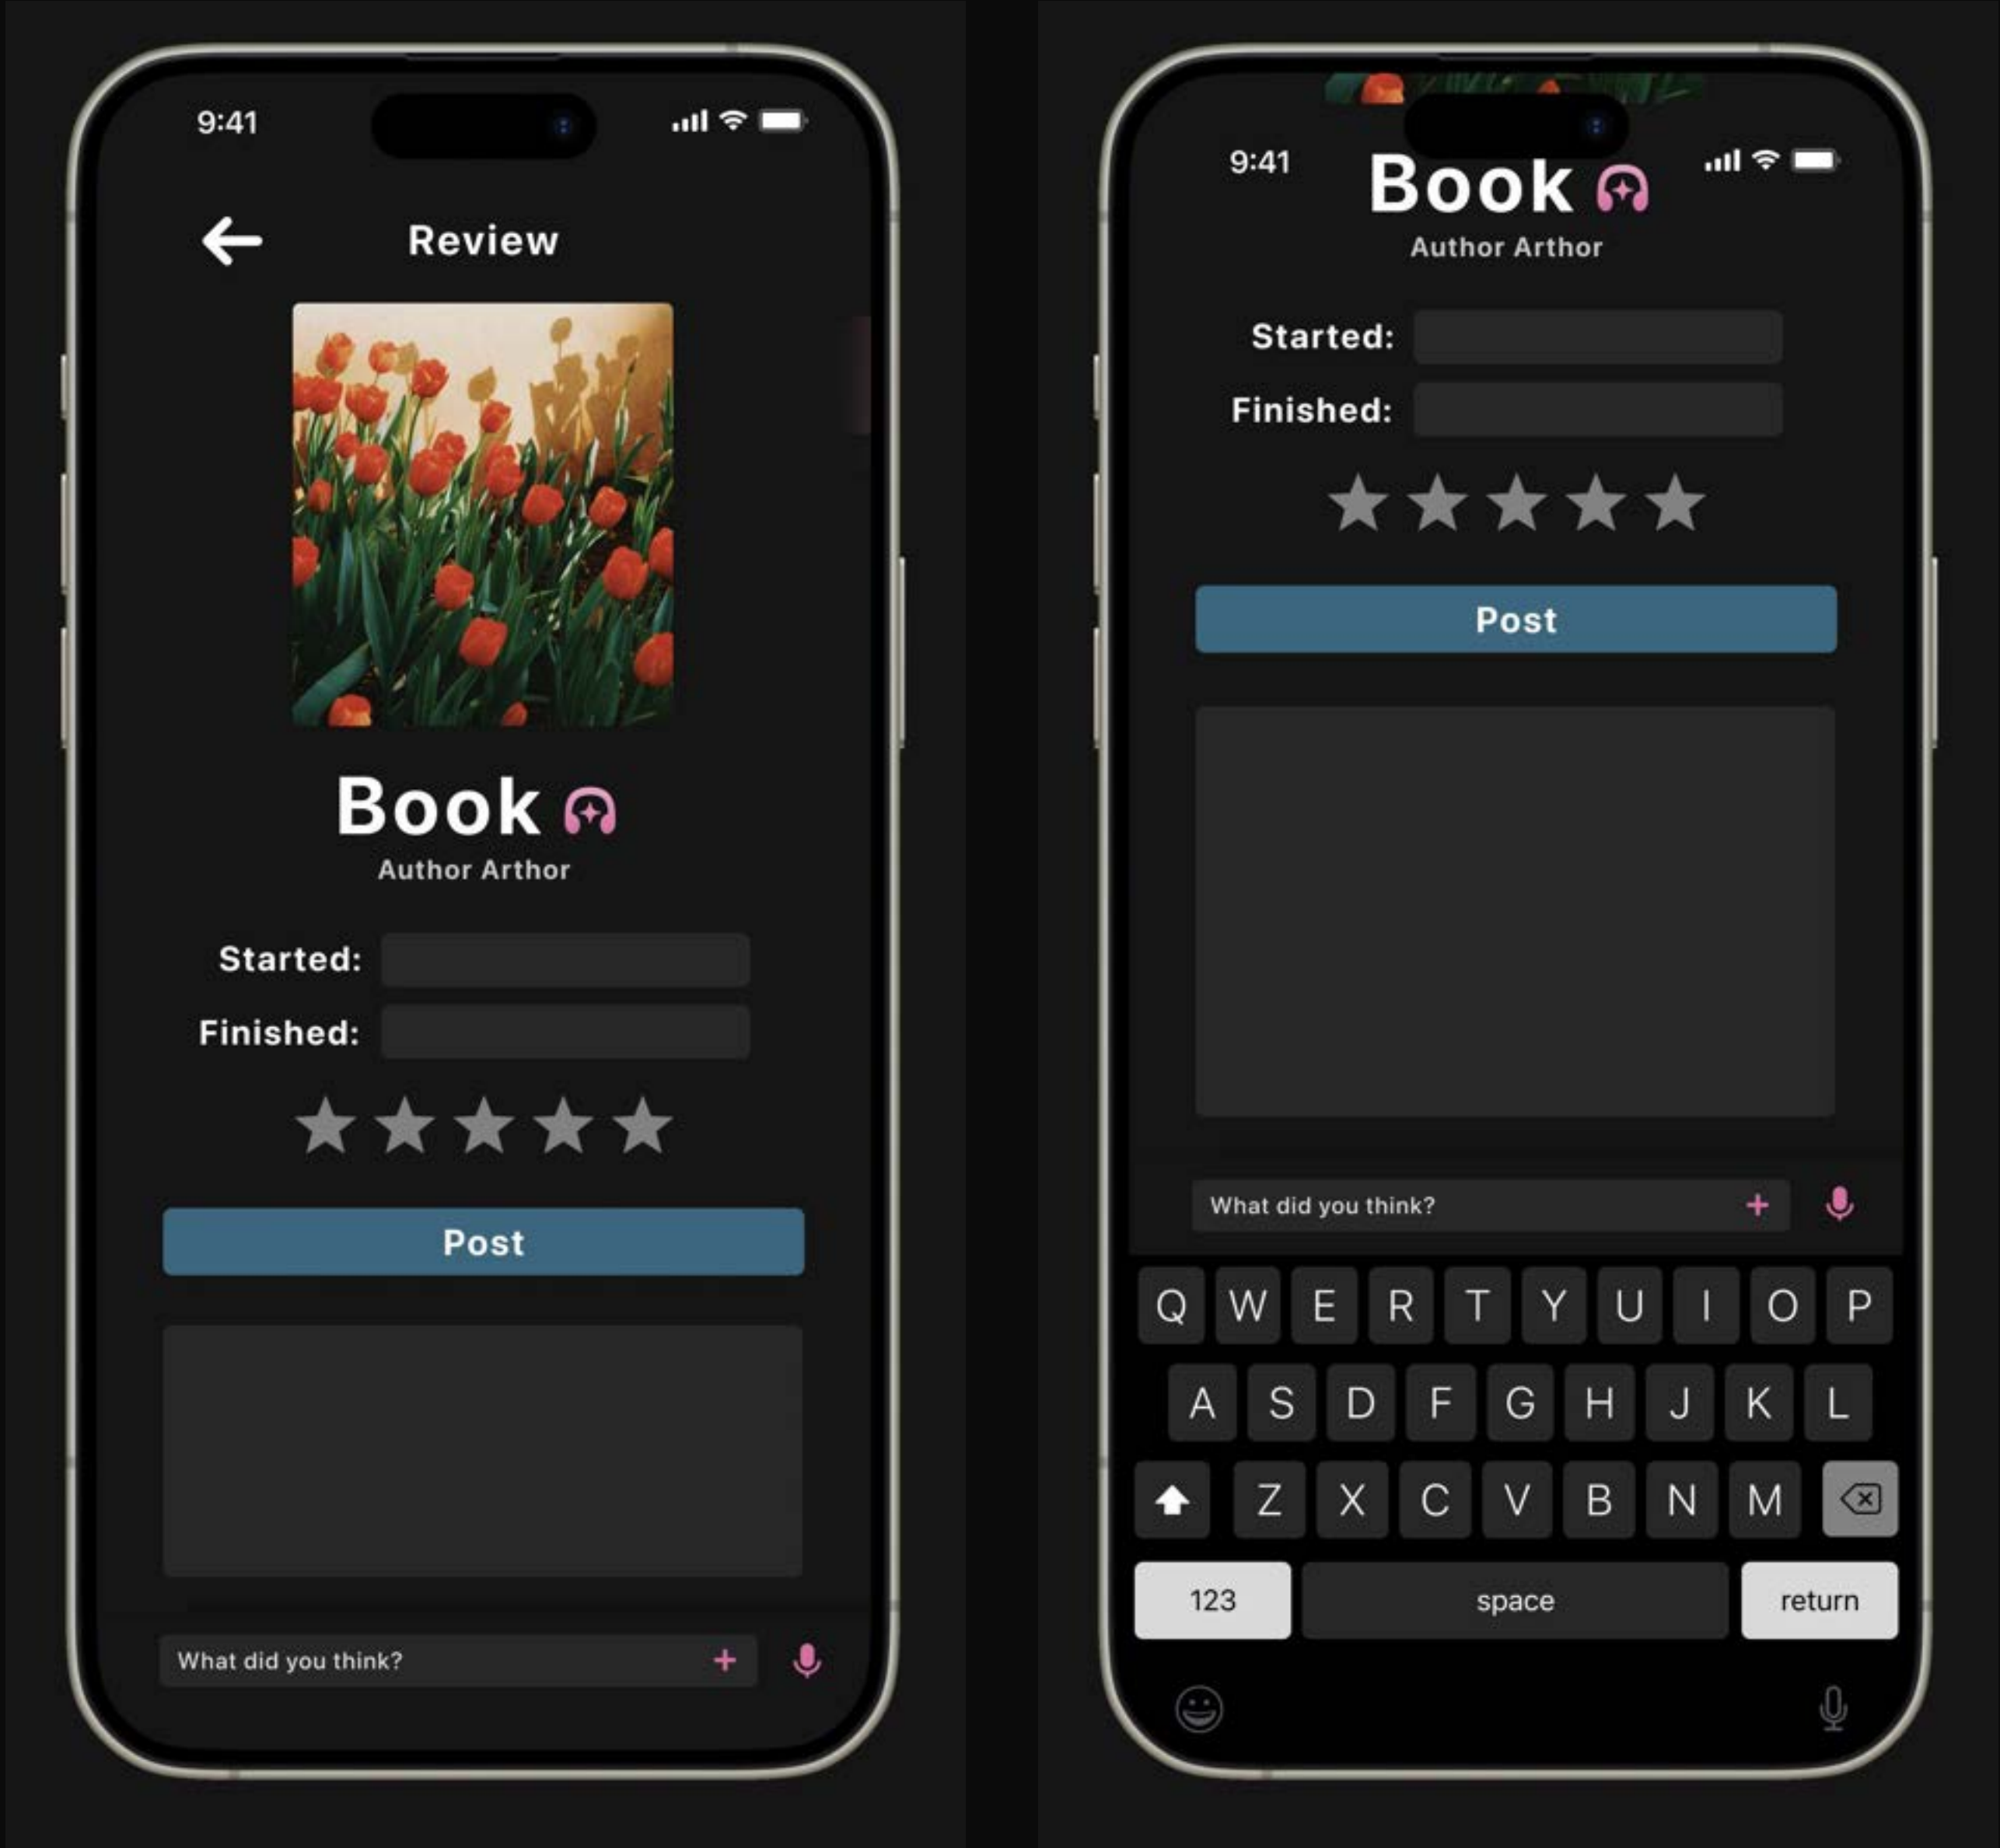 9:41
Review
Book
Author Arthor
Started:
Finished:
Post
What did you think?
9:41
Book
Author Arthor
Started:
Finished:
Post
What did you think?
Q W E R T Y U I O P
A S D F G H J K L
Z X C V B N M
123 space return